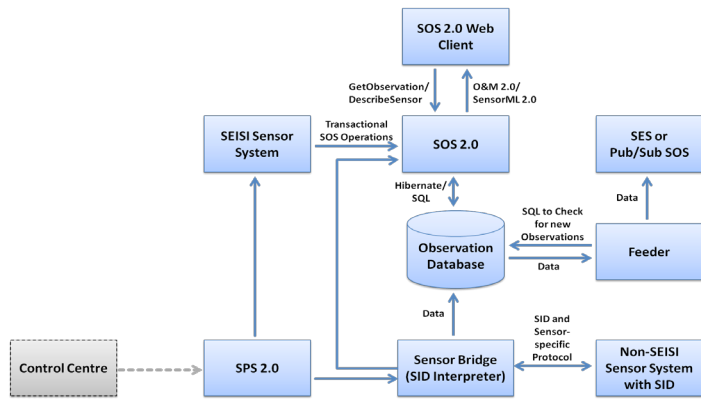 SOS 2.0 Web
Client
GetObservation/
DescribeSensor
O&M 2.0/
SensorML 2.0
SEISI Sensor
System
Transactional
SOS Operations
SOS 2.0
SES or
Pub/Sub SOS
Hibernate/
SQL
Data
SQL to Check
for new
Observations
Observation
Database
Data
Feeder
Data
SID and
Sensor-
specific
Protocol
Control Centre
SPS 2.0
Sensor Bridge
(SID Interpreter)
Non-SEISI
Sensor System
with SID